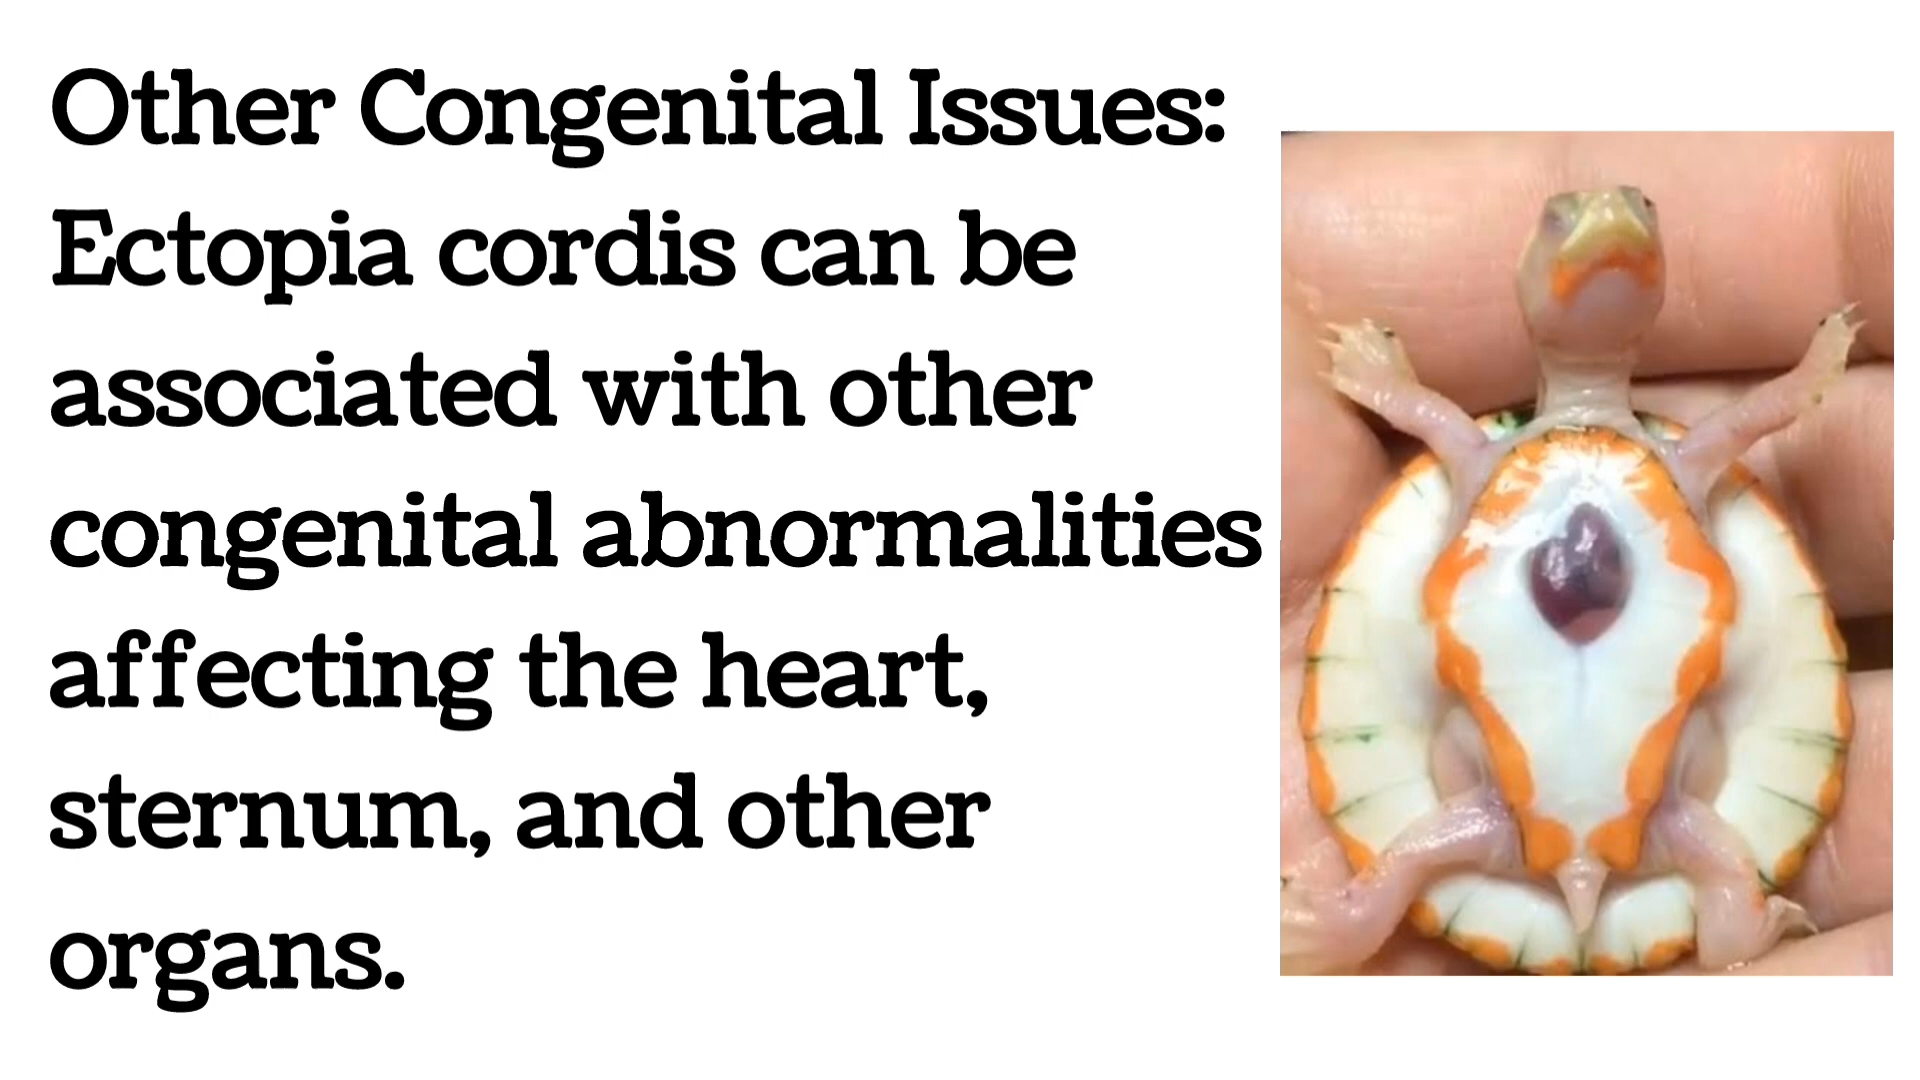 Other Congenital Issues:
Ectopia cordis can be
associated with other
congenital abnormalities
affecting the heart,
sternum, and other
organs.